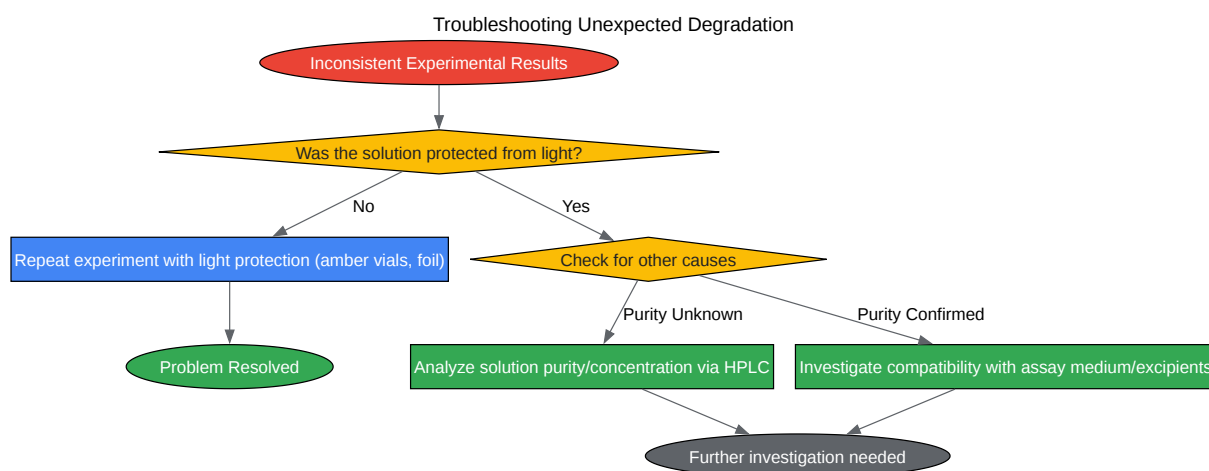 Troubleshooting Unexpected Degradation
Inconsistent Experimental Results
Was the solution protected from light?
No
Yes
Repeat experiment with light protection (amber vials, foil)
Check for other causes
Purity Unknown
Purity Confirmed
Problem Resolved
Analyze solution purity/concentration via HPLC
Investigate compatibility with assay medium/excipients
Further investigation needed